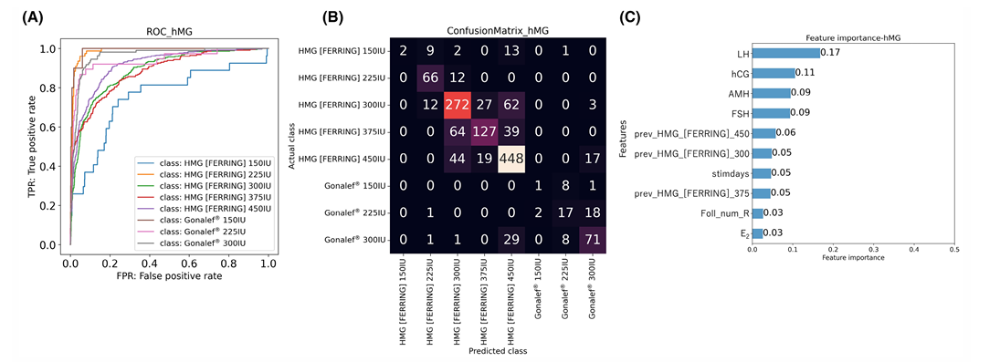 (A)
ROC_hMG
TPR: True positive rate
1.0
0.8
0.6
0.4
0.2
0.0
0.0 0.2 0.4 0.6 0.8 1.0
FPR: False positive rate
class: HMG [FERRING] 150IU
class: HMG [FERRING] 225IU
class: HMG [FERRING] 300IU
class: HMG [FERRING] 375IU
class: HMG [FERRING] 450IU
class: Gonalef® 150IU
class: Gonalef® 225IU
class: Gonalef® 300IU
(B)
ConfusionMatrix_hMG
Actual class
HMG [FERRING] 150IU 2 9 2 0 13 0 1 0
HMG [FERRING] 225IU 0 66 12 0 0 0 0 0
HMG [FERRING] 300IU 0 12 272 27 62 0 0 3
HMG [FERRING] 375IU 0 0 64 127 39 0 0 0
HMG [FERRING] 450IU 0 0 44 19 448 0 0 17
Gonalef® 150IU 0 0 0 0 0 1 8 1
Gonalef® 225IU 0 1 0 0 0 2 17 18
Gonalef® 300IU 0 1 1 0 29 0 8 71
HMG [FERRING] 150IU
HMG [FERRING] 225IU
HMG [FERRING] 300IU
HMG [FERRING] 375IU
HMG [FERRING] 450IU
Gonalef® 150IU
Gonalef® 225IU
Gonalef® 300IU
Predicted class
(C)
Feature importance-hMG
Features
LH 0.17
hCG 0.11
AMH 0.09
FSH 0.09
prev_HMG_[FERRING]_450 0.06
prev_HMG_[FERRING]_300 0.05
stimdays 0.05
prev_HMG_[FERRING]_375 0.05
Foll_num_R 0.03
E₂ 0.03
0.0 0.1 0.2 0.3 0.4 0.5
Feature importance